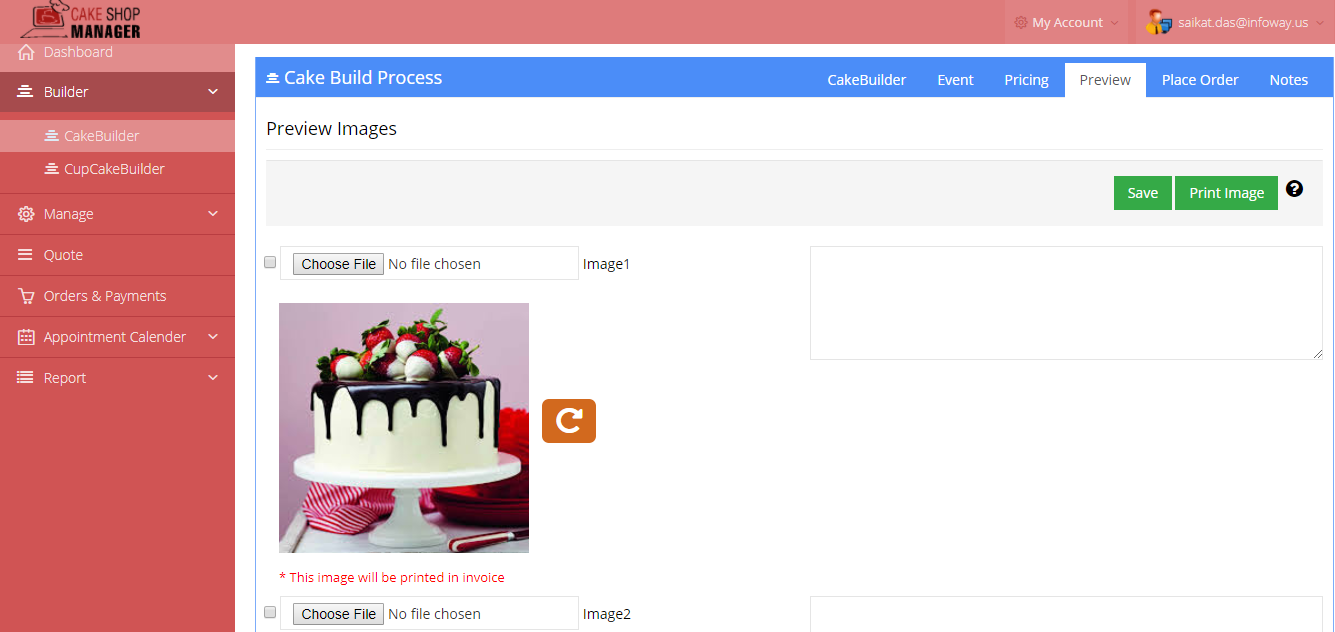 CAKE SHOP
MANAGER
My Account
saikat.das@infoway.us
Dashboard
Builder
CakeBuilder
CupCakeBuilder
Manage
Quote
Orders & Payments
Appointment Calender
Report
Cake Build Process
CakeBuilder Event Pricing Preview Place Order Notes
Preview Images
Save Print Image ?
Choose File No file chosen Image1
* This image will be printed in invoice
Choose File No file chosen Image2